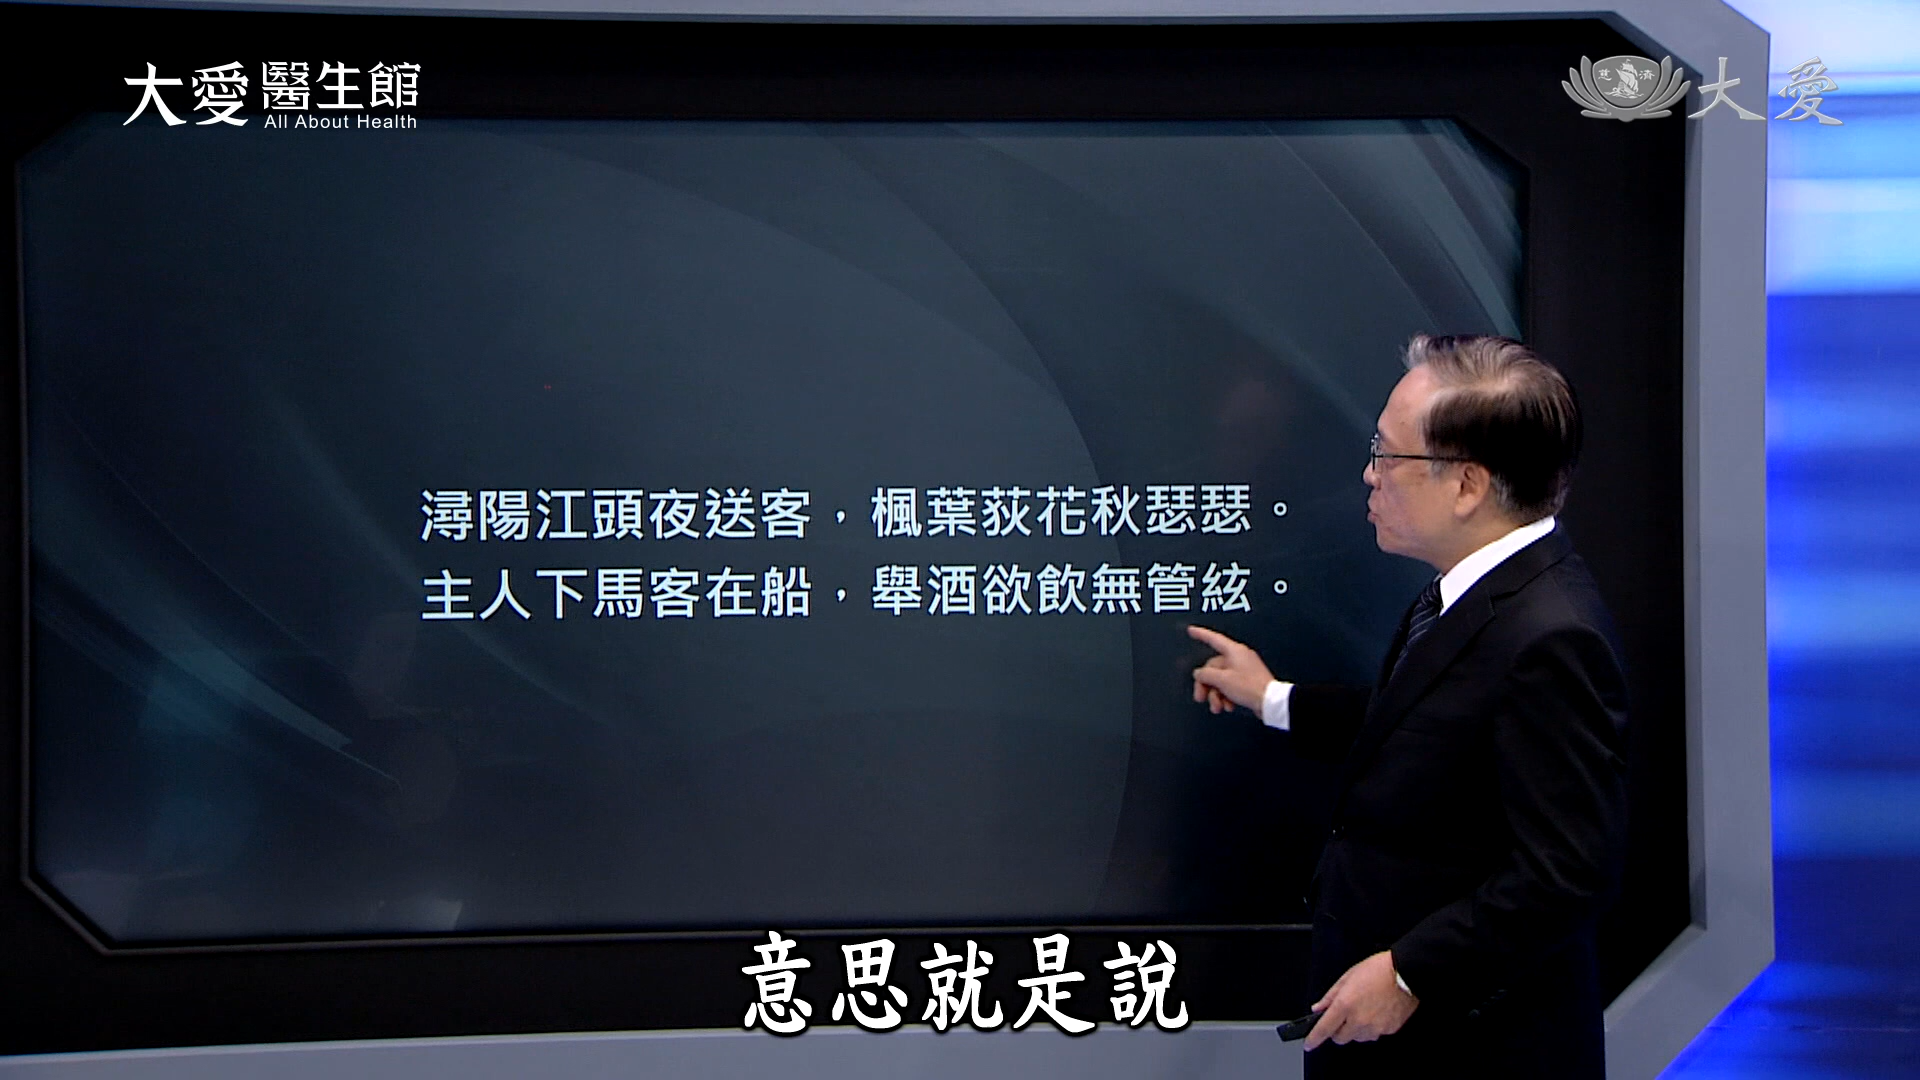 大愛醫生館
All About Health
慈濟
大愛
潯陽江頭夜送客，楓葉荻花秋瑟瑟。
主人下馬客在船，舉酒欲飲無管絃。
意思就是說